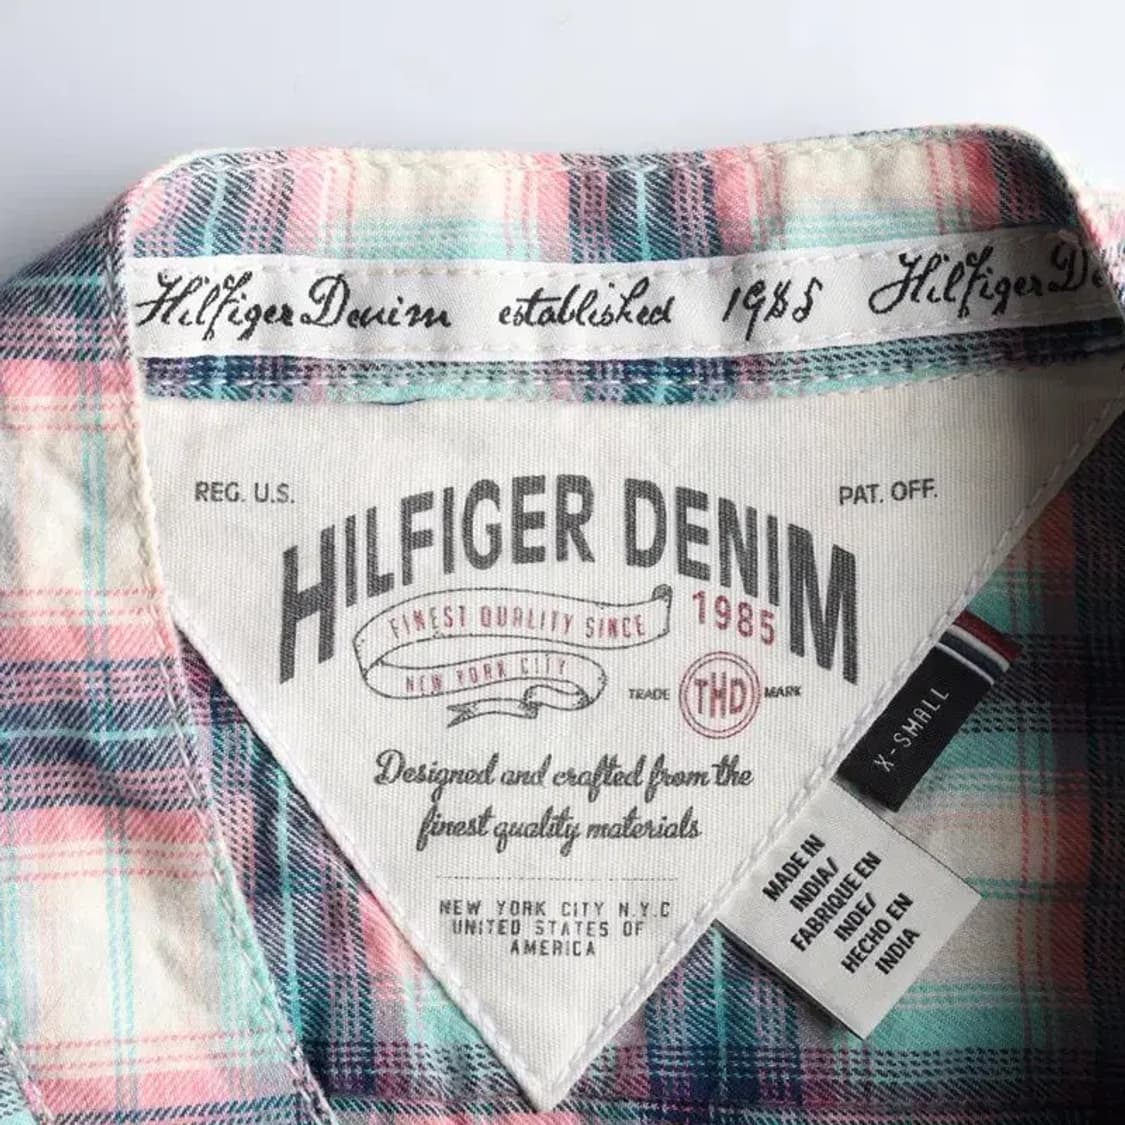 Hilfiger Denim established 1985 Hilfiger De
REG. U.S. PAT. OFF.
HILFIGER DENIM
FINEST QUALITY SINCE 1985
NEW YORK CITY
TRADE THD MARK
Designed and crafted from the
finest quality materials
NEW YORK CITY N.Y.C
UNITED STATES OF
AMERICA
X-SMALL
MADE IN
INDIA/
FABRIQUE EN
INDE/
HECHO EN
INDIA